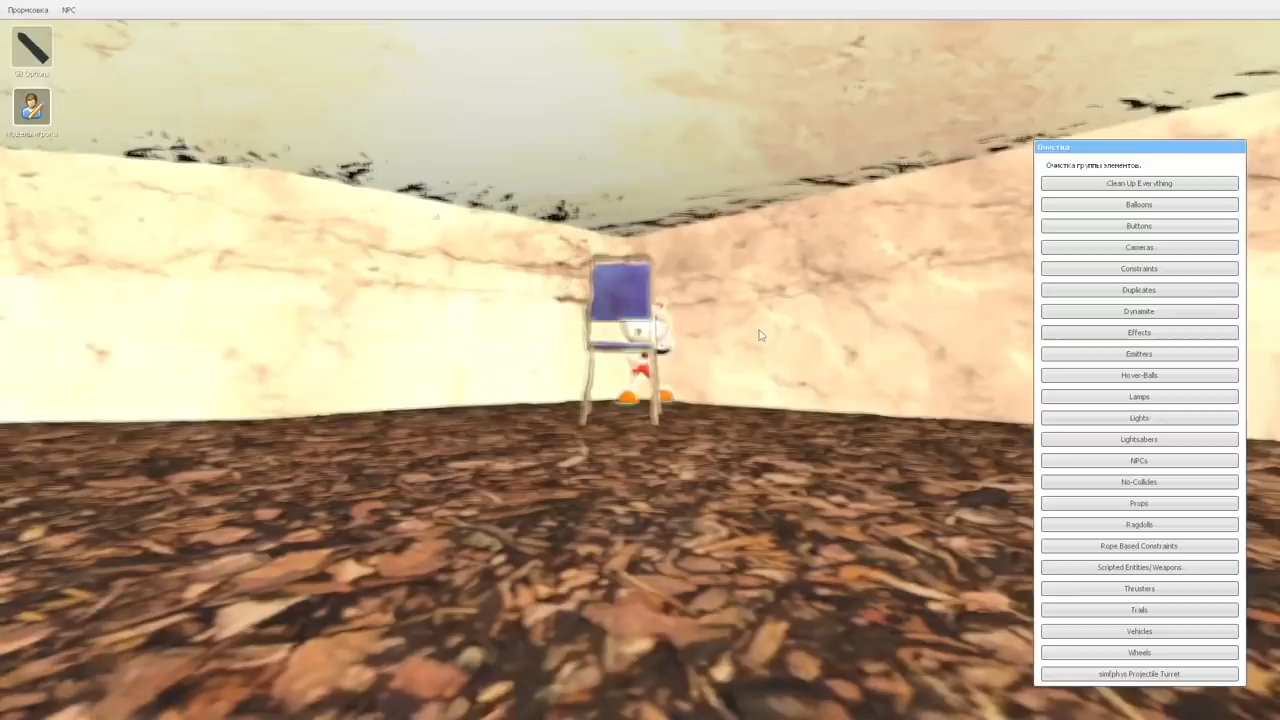 Прорисовка
NPC
GB Options
Модель игрока
Очистка
Очистка группы элементов.
Clean Up Everything
Balloons
Buttons
Cameras
Constraints
Duplicates
Dynamite
Effects
Emitters
Hover-Balls
Lamps
Lights
Lightsabers
NPCs
No-Collides
Props
Ragdolls
Rope Based Constraints
Scripted Entities/Weapons
Thrusters
Trails
Vehicles
Wheels
simfphys Projectile Turret